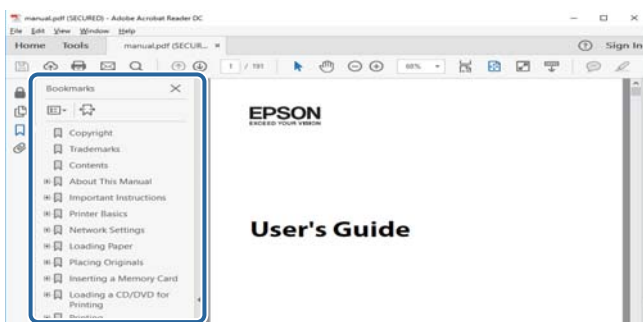 manual.pdf (SECURED) - Adobe Acrobat Reader DC
File Edit View Window Help
Home Tools manual.pdf (SECUR... × Sign In
1 / 191 88%
Bookmarks
EPSON
EXCEED YOUR VISION
Copyright
Trademarks
Contents
About This Manual
Important Instructions
Printer Basics
Network Settings
User's Guide
Loading Paper
Placing Originals
Inserting a Memory Card
Loading a CD/DVD for
Printing
Printing